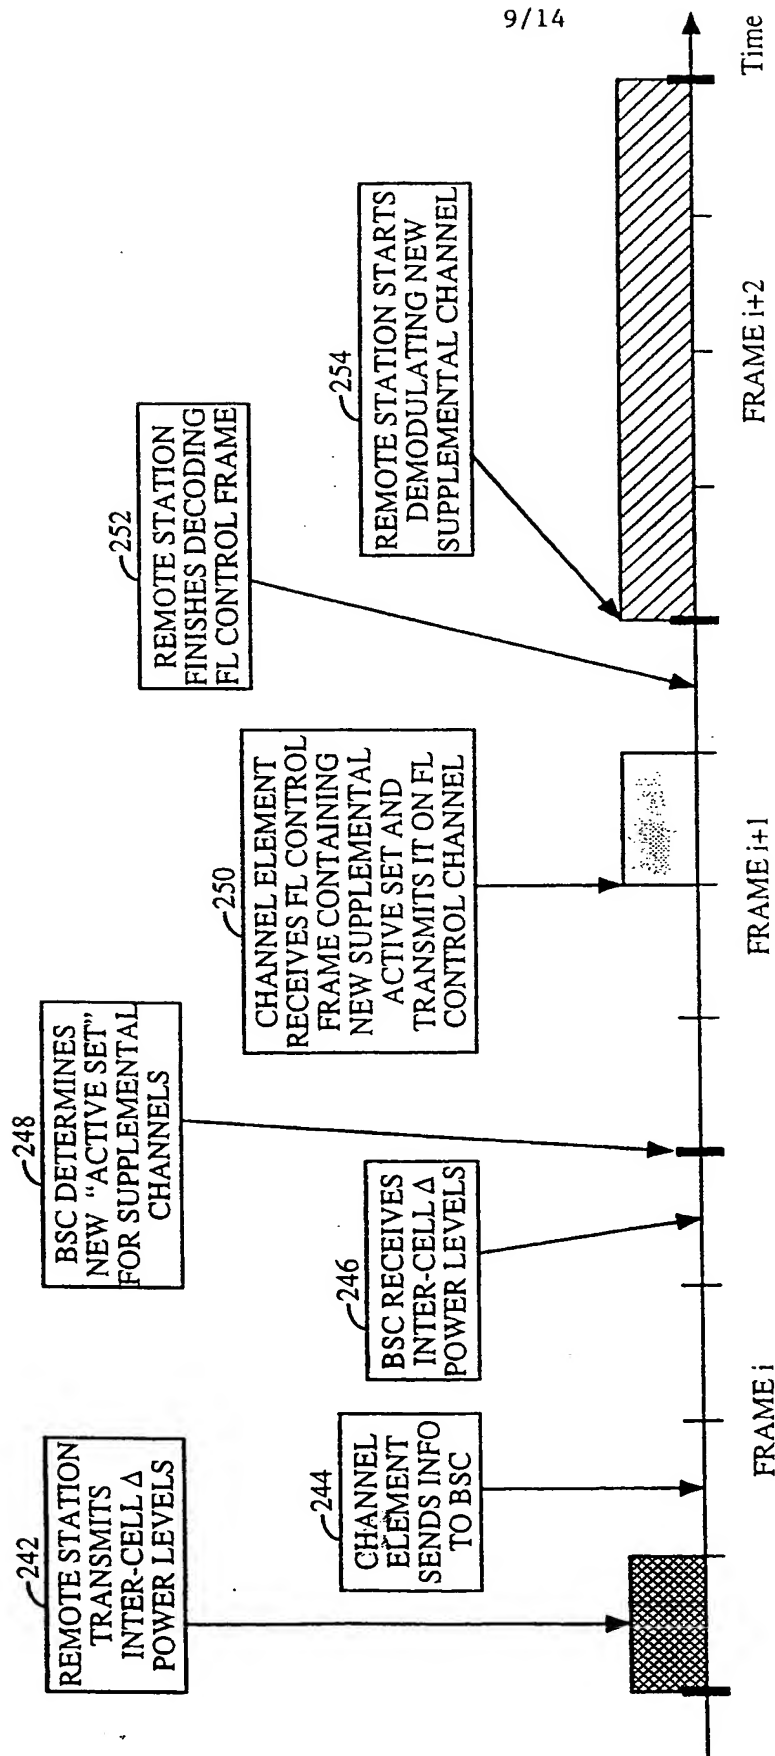 9/14
242
REMOTE STATION
TRANSMITS
INTER-CELL Δ
POWER LEVELS
244
CHANNEL
ELEMENT
SENDS INFO
TO BSC
246
BSC RECEIVES
INTER-CELL Δ
POWER LEVELS
248
BSC DETERMINES
NEW “ACTIVE SET”
FOR SUPPLEMENTAL
CHANNELS
250
CHANNEL ELEMENT
RECEIVES FL CONTROL
FRAME CONTAINING
NEW SUPPLEMENTAL
ACTIVE SET AND
TRANSMITS IT ON FL
CONTROL CHANNEL
252
REMOTE STATION
FINISHES DECODING
FL CONTROL FRAME
254
REMOTE STATION STARTS
DEMODULATING NEW
SUPPLEMENTAL CHANNEL
FRAME i
FRAME i+1
FRAME i+2
Time